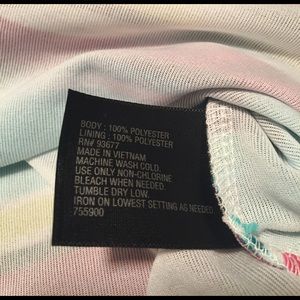 BODY : 100% POLYESTER
LINING : 100% POLYESTER
RN# 93677
MADE IN VIETNAM
MACHINE WASH COLD.
USE ONLY NON-CHLORINE
BLEACH WHEN NEEDED.
TUMBLE DRY LOW.
IRON ON LOWEST SETTING AS NEEDED.
755900